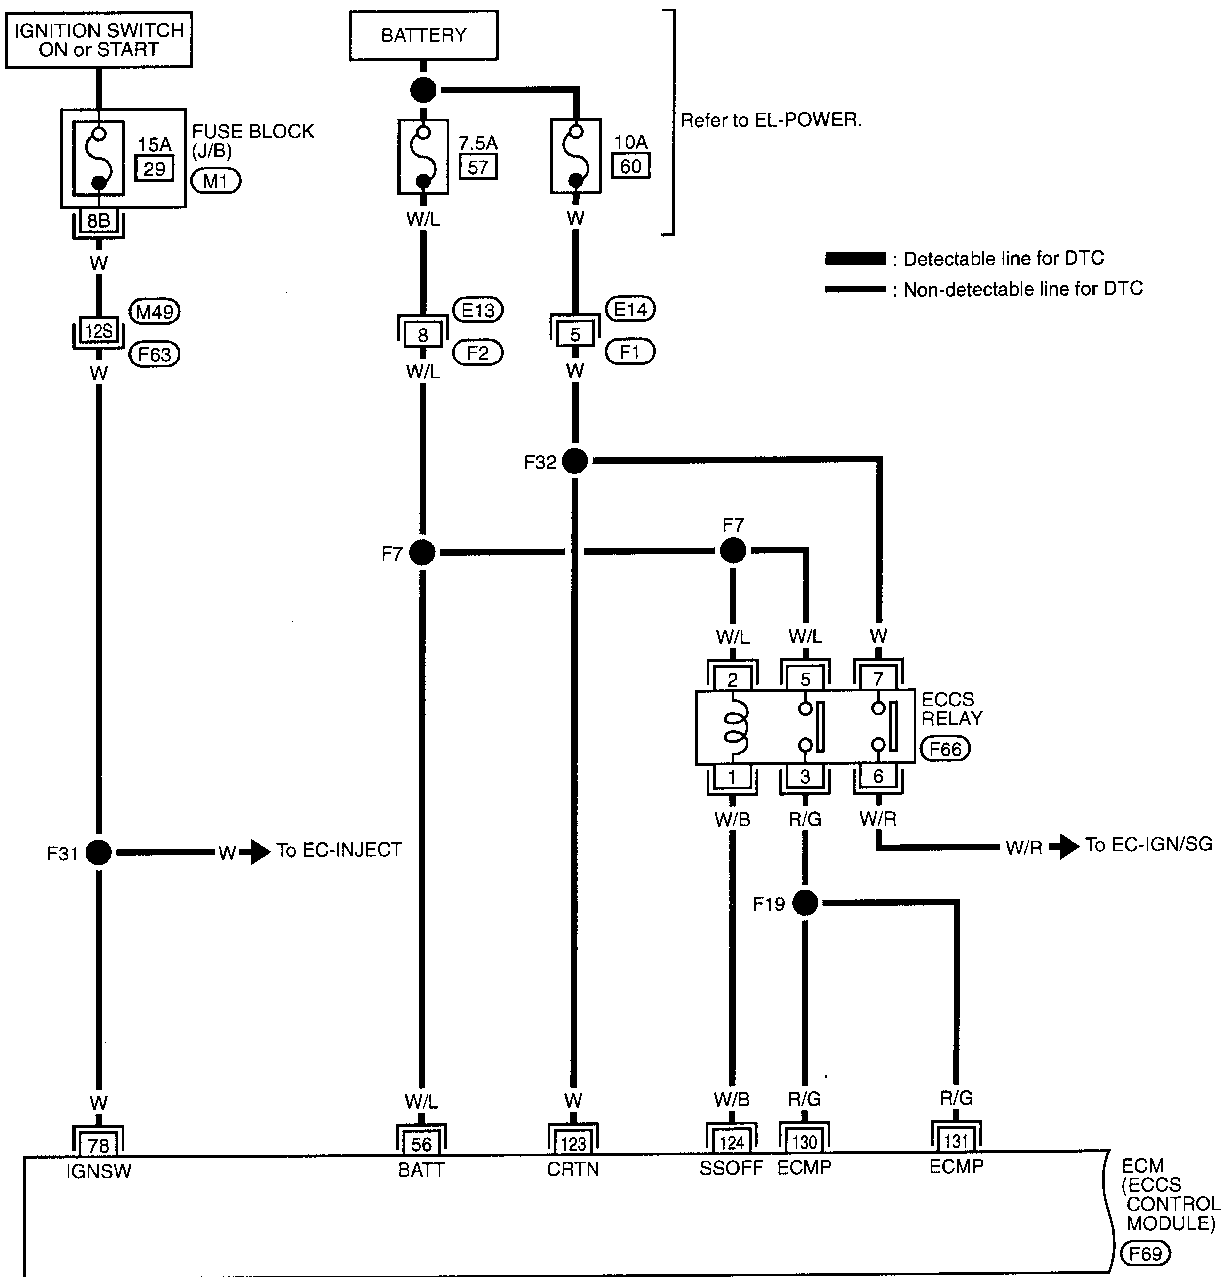 IGNITION SWITCH
ON or START
BATTERY
FUSE BLOCK
(J/B)
M1
15A
29
8B
7.5A
57
10A
60
Refer to EL-POWER.
W
W/L
W
: Detectable line for DTC
: Non-detectable line for DTC
M49
12S
F63
E13
8
F2
E14
5
F1
W
W/L
W
F32
F7
F7
W/L
W/L
W
2
5
7
ECCS
RELAY
F66
1
3
6
W/B
R/G
W/R
F31
W
To EC-INJECT
W/R
To EC-IGN/SG
F19
W
W/L
W
W/B
R/G
R/G
78
56
123
124
130
131
IGNSW
BATT
CRTN
SSOFF
ECMP
ECMP
ECM
(ECCS
CONTROL
MODULE)
F69